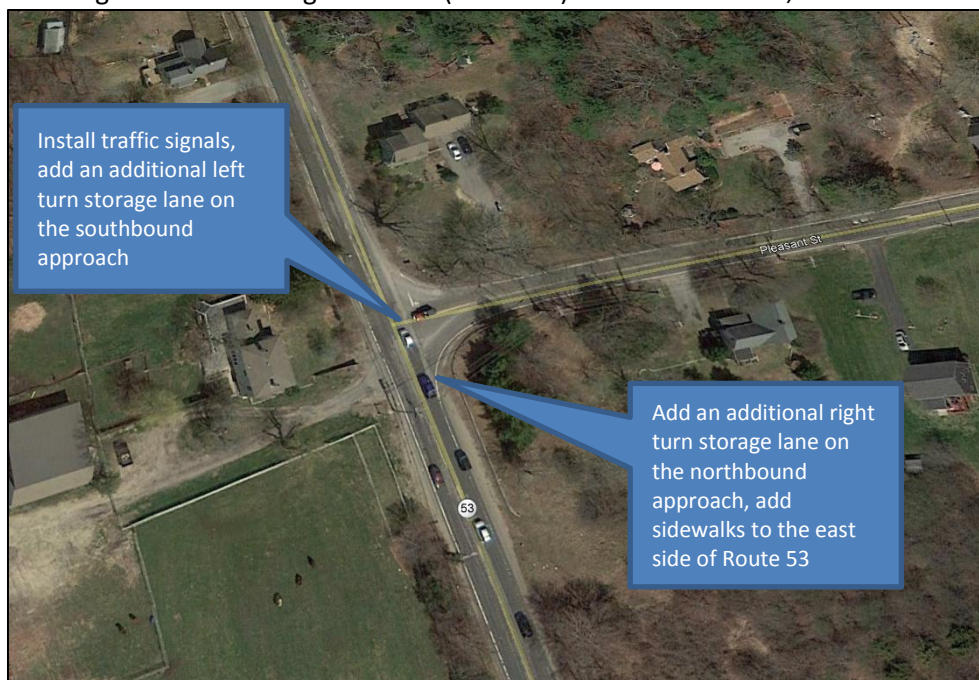 Install traffic signals,
add an additional left
turn storage lane on
the southbound
approach
Pleasant St
Add an additional right
turn storage lane on
the northbound
approach, add
sidewalks to the east
side of Route 53
53